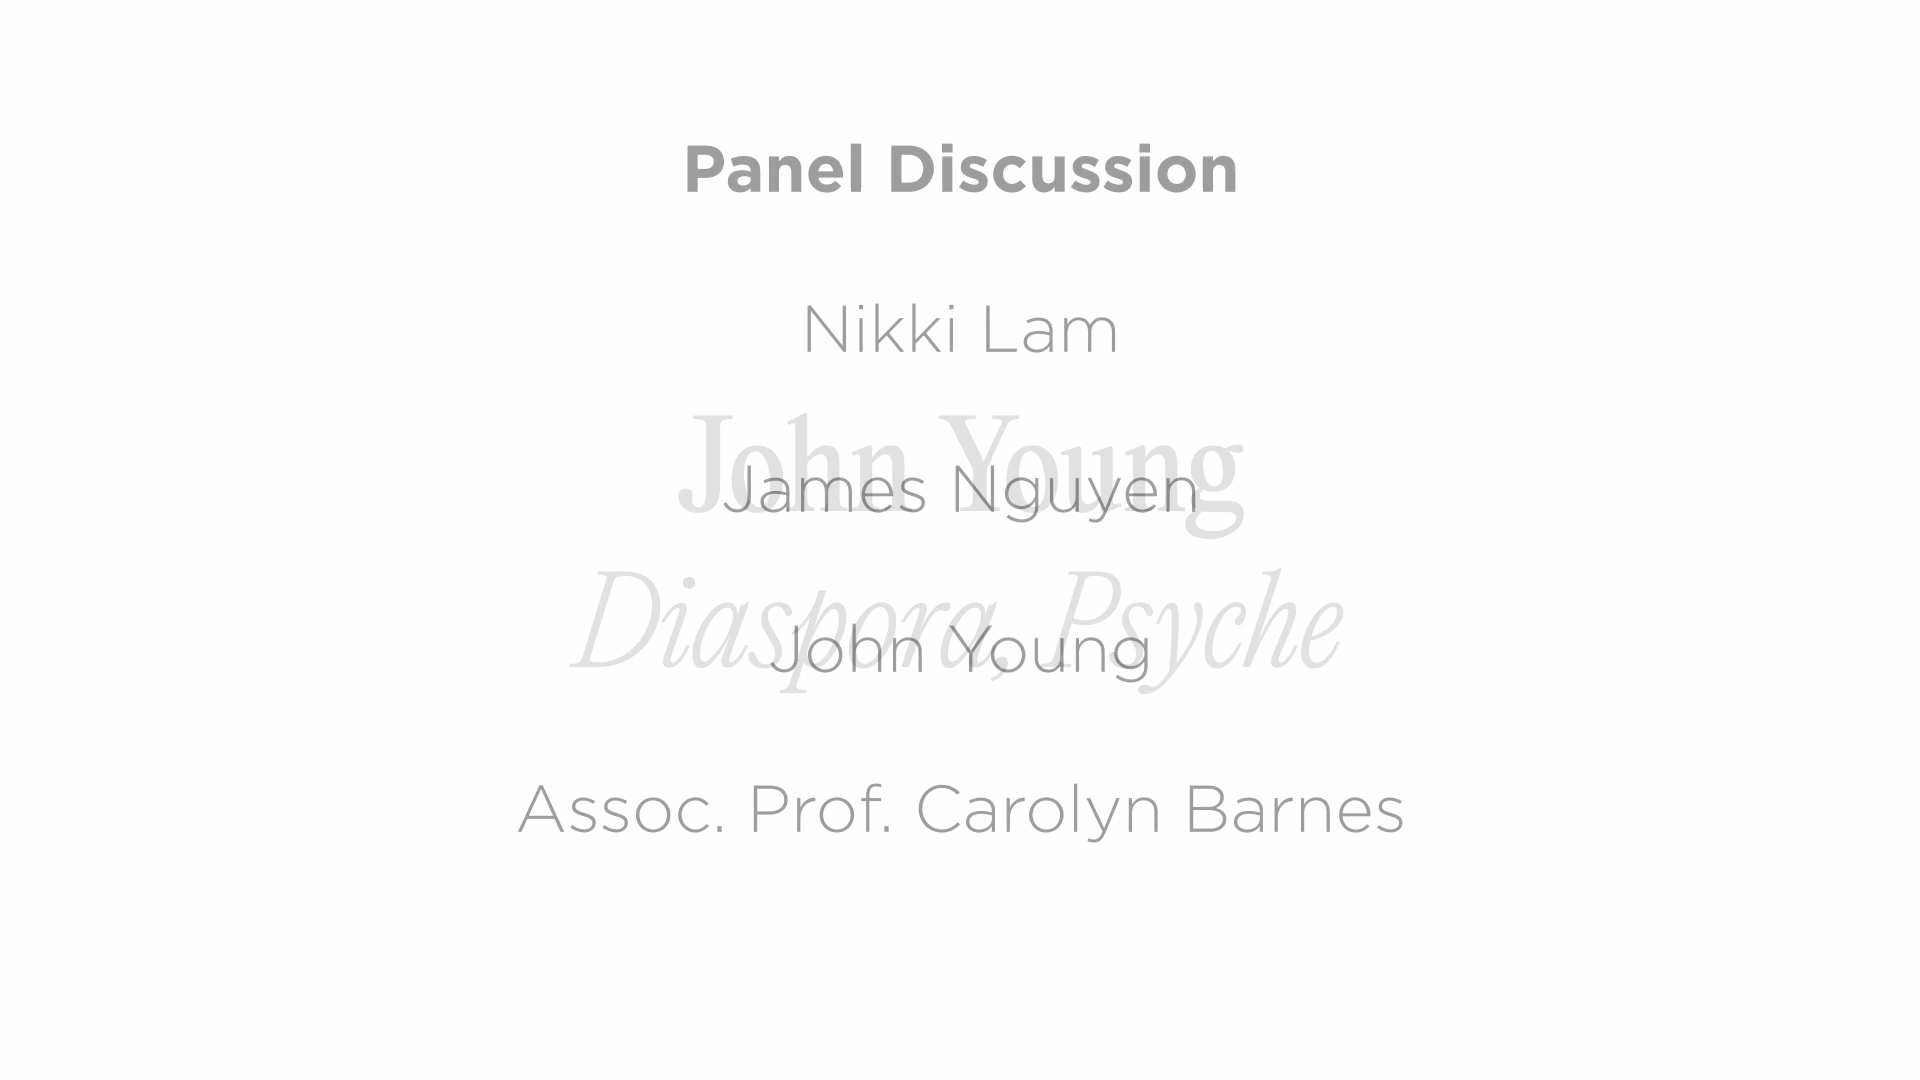 Panel Discussion
Nikki Lam
John Young
James Nguyen
Diaspora, Psyche
John Young
Assoc. Prof. Carolyn Barnes